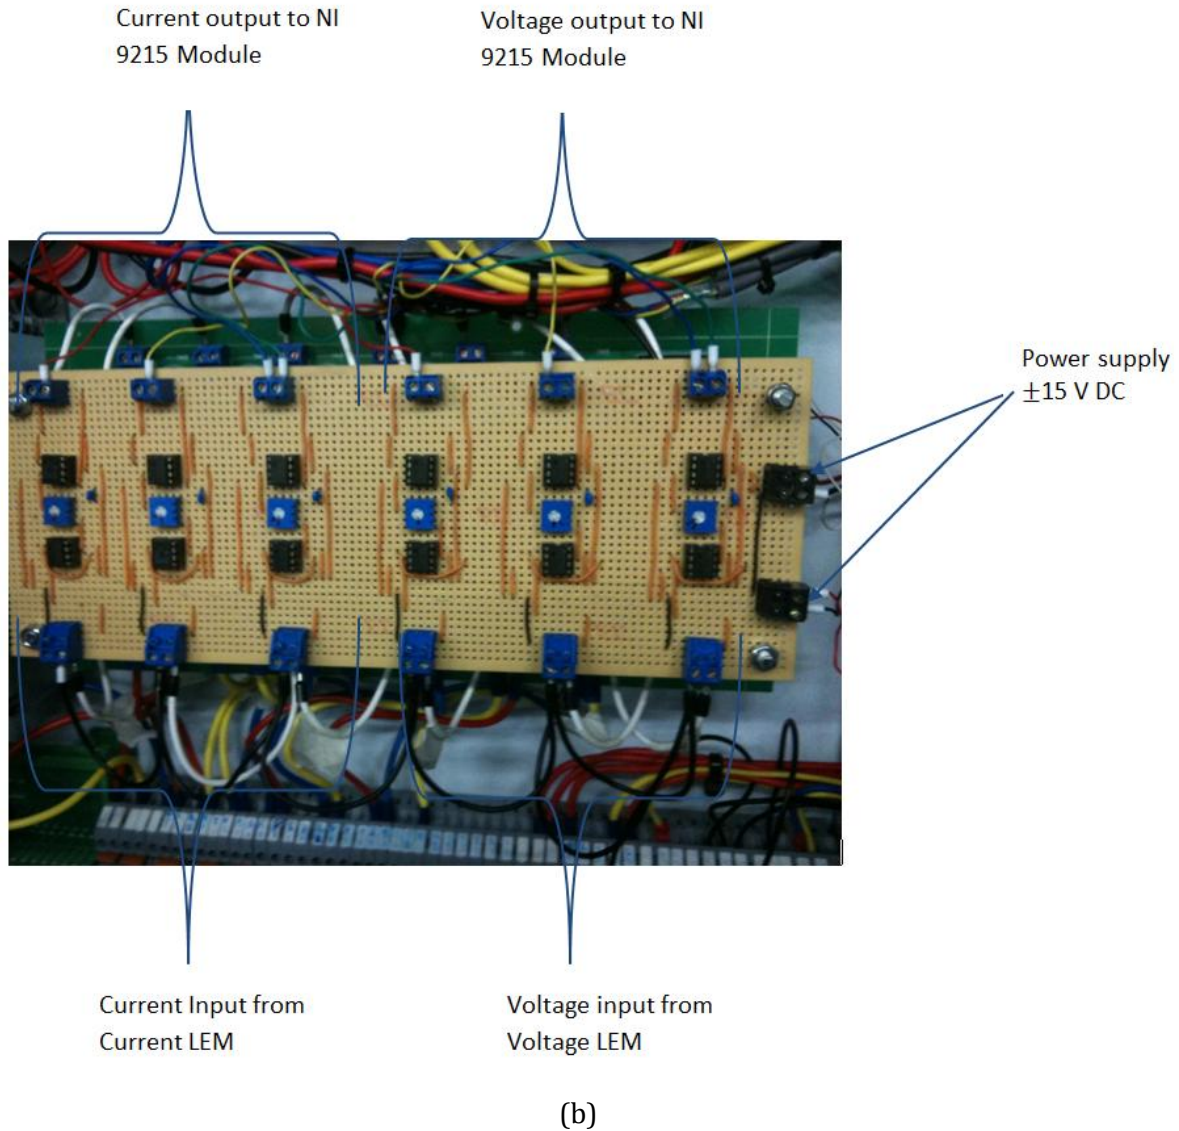 Current output to NI
9215 Module
Voltage output to NI
9215 Module
Power supply
±15 V DC
Current Input from
Current LEM
Voltage input from
Voltage LEM
(b)